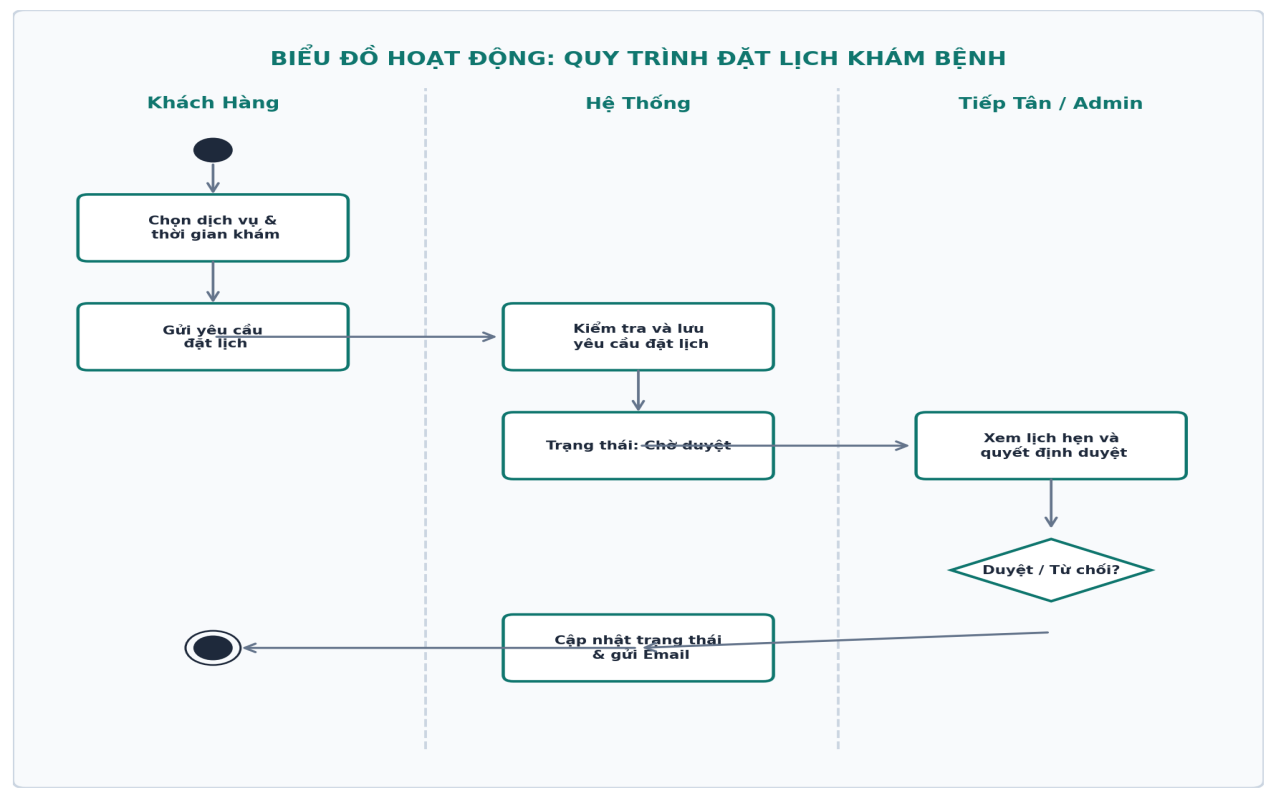 BIỂU ĐỒ HOẠT ĐỘNG: QUY TRÌNH ĐẶT LỊCH KHÁM BỆNH
Khách Hàng
Hệ Thống
Tiếp Tân / Admin
Chọn dịch vụ &
thời gian khám
Gửi yêu cầu
đặt lịch
Kiểm tra và lưu
yêu cầu đặt lịch
Trạng thái: Chờ duyệt
Xem lịch hẹn và
quyết định duyệt
Duyệt / Từ chối?
Cập nhật trạng thái
& gửi Email